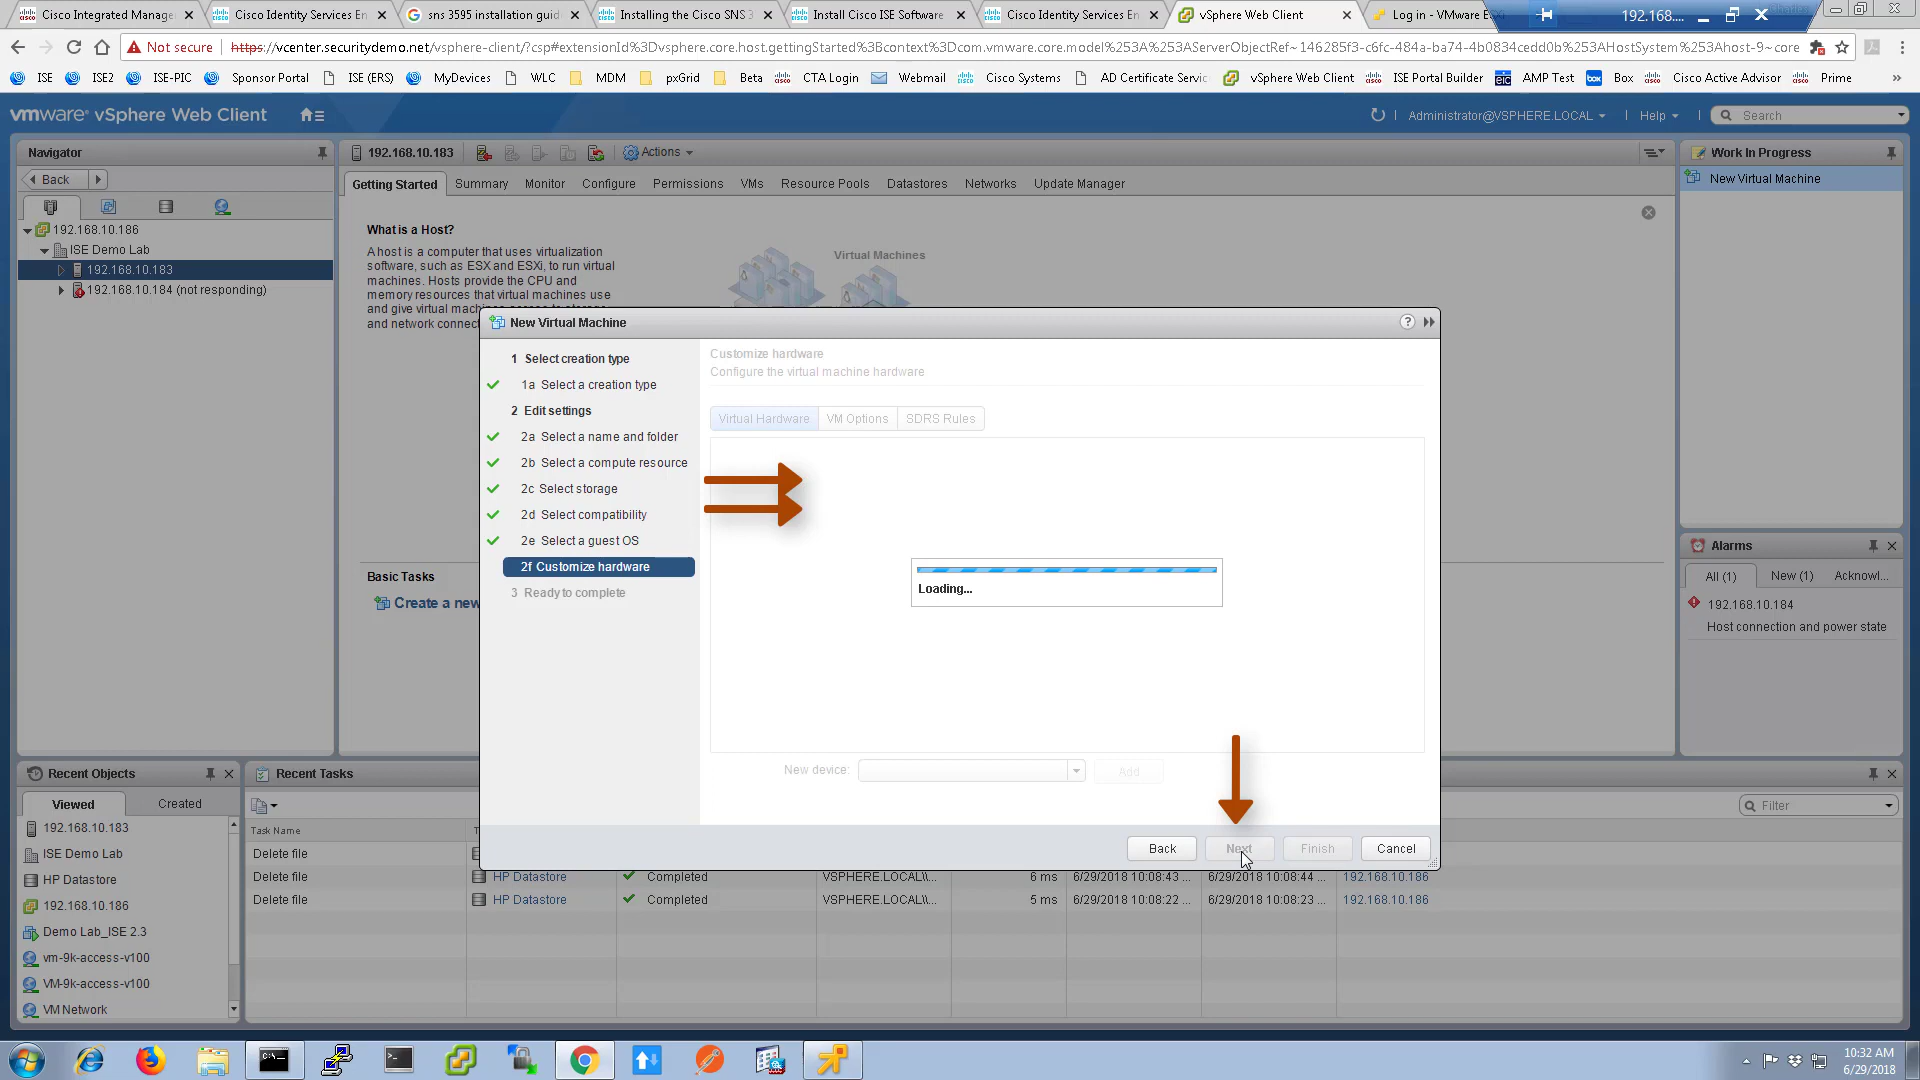 Cisco Integrated Manage
Cisco Identity Services En
sns 3595 installation guid
Installing the Cisco SNS 3
Install Cisco ISE Software
Cisco Identity Services En
vSphere Web Client
Log in - VMware E
192.168....
Not secure
https://vcenter.securitydemo.net/vsphere-client/?csp#extensionId%3Dvsphere.core.host.gettingStarted%3Bcontext%3Dcom.vmware.core.model%253A%253AServerObjectRef~146285f3-c6fc-484a-ba74-4b0834cedd0b%253AHostSystem%253Ahost-9~core
ISE
ISE2
ISE-PIC
Sponsor Portal
ISE (ERS)
MyDevices
WLC
MDM
pxGrid
Beta
CTA Login
Webmail
Cisco Systems
AD Certificate Servic
vSphere Web Client
ISE Portal Builder
AMP Test
Box
Cisco Active Advisor
Prime
»
vmware® vSphere Web Client
Administrator@VSPHERE.LOCAL
Help
Search
Navigator
Back
192.168.10.186
ISE Demo Lab
192.168.10.183
192.168.10.184 (not responding)
192.168.10.183
Actions
Getting Started
Summary
Monitor
Configure
Permissions
VMs
Resource Pools
Datastores
Networks
Update Manager
What is a Host?
A host is a computer that uses virtualization
software, such as ESX and ESXi, to run virtual
machines. Hosts provide the CPU and
memory resources that virtual machines use
and give virtual machi
and network connect
Virtual Machines
Basic Tasks
Create a new
New Virtual Machine
1 Select creation type
1a Select a creation type
2 Edit settings
2a Select a name and folder
2b Select a compute resource
2c Select storage
2d Select compatibility
2e Select a guest OS
2f Customize hardware
3 Ready to complete
Customize hardware
Configure the virtual machine hardware
Virtual Hardware
VM Options
SDRS Rules
Loading...
New device:
Add
Back
Next
Finish
Cancel
Work In Progress
New Virtual Machine
Alarms
All (1)
New (1)
Acknowl...
192.168.10.184
Host connection and power state
Recent Objects
Viewed
Created
192.168.10.183
ISE Demo Lab
HP Datastore
192.168.10.186
Demo Lab_ISE 2.3
vm-9k-access-v100
VM-9k-access-v100
VM Network
Recent Tasks
Filter
Task Name
T
Delete file
Delete file HP Datastore Completed VSPHERE.LOCAL\\... 6 ms 6/29/2018 10:08:43 ... 6/29/2018 10:08:44 ... 192.168.10.186
Delete file HP Datastore Completed VSPHERE.LOCAL\\... 5 ms 6/29/2018 10:08:22 ... 6/29/2018 10:08:23 ... 192.168.10.186
10:32 AM
6/29/2018